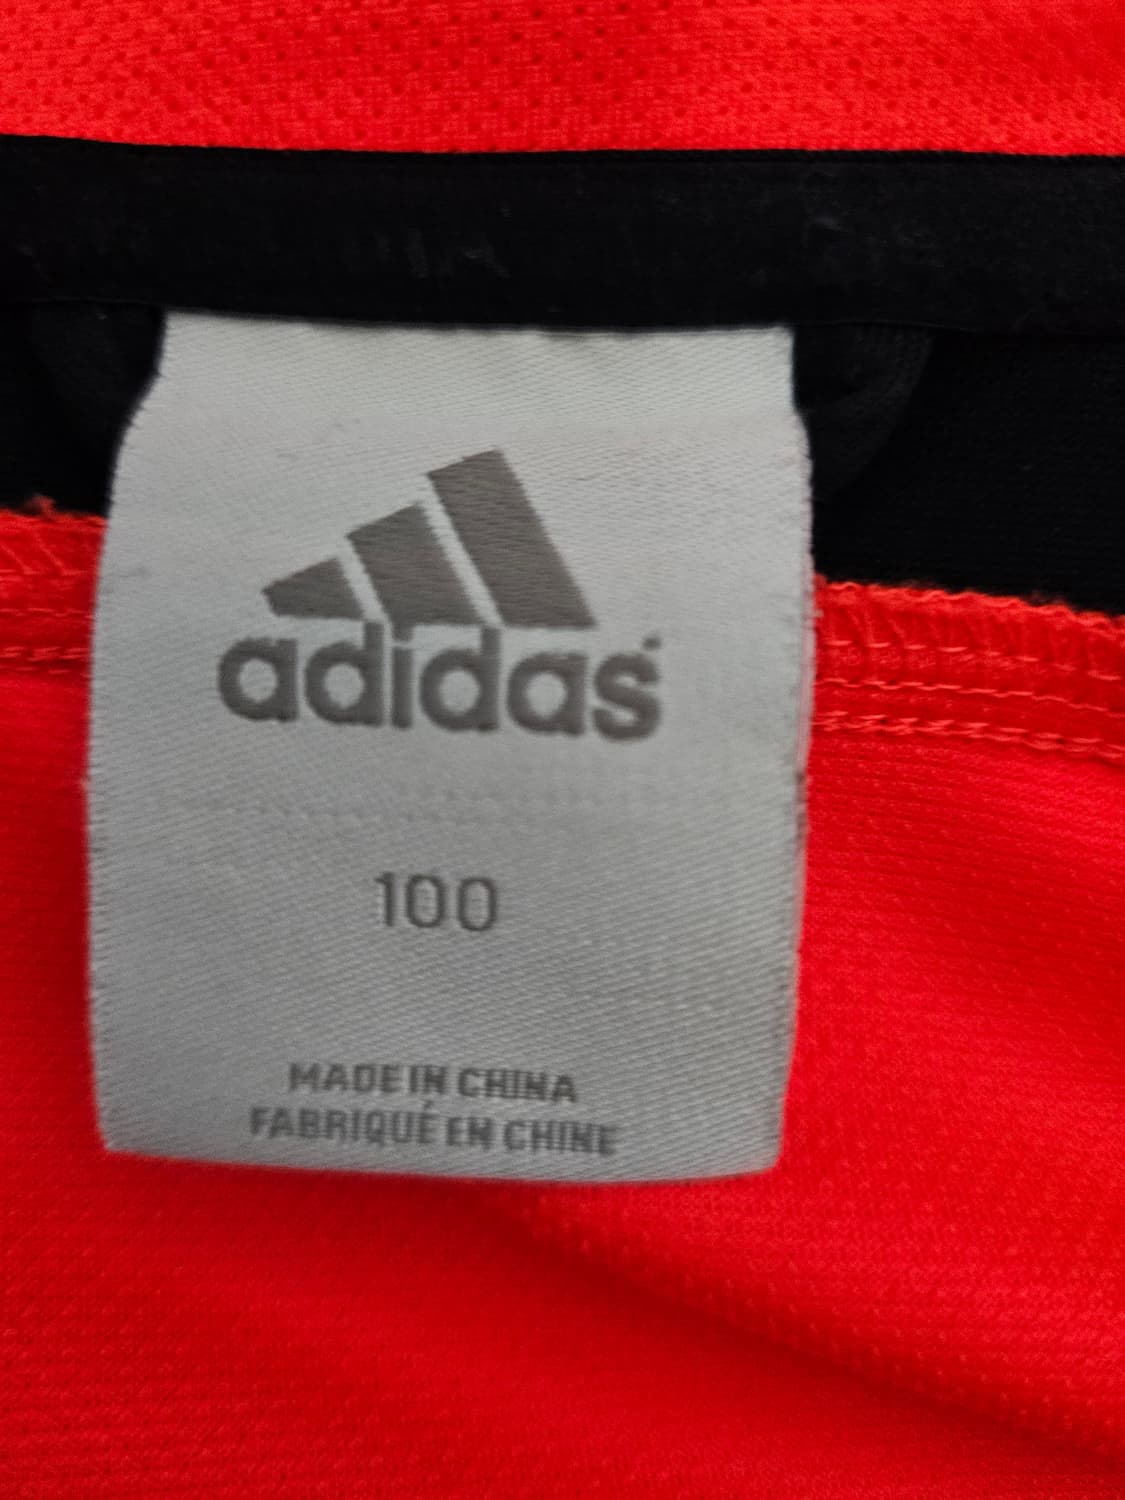 adidas
100
MADE IN CHINA
FABRIQUÉ EN CHINE